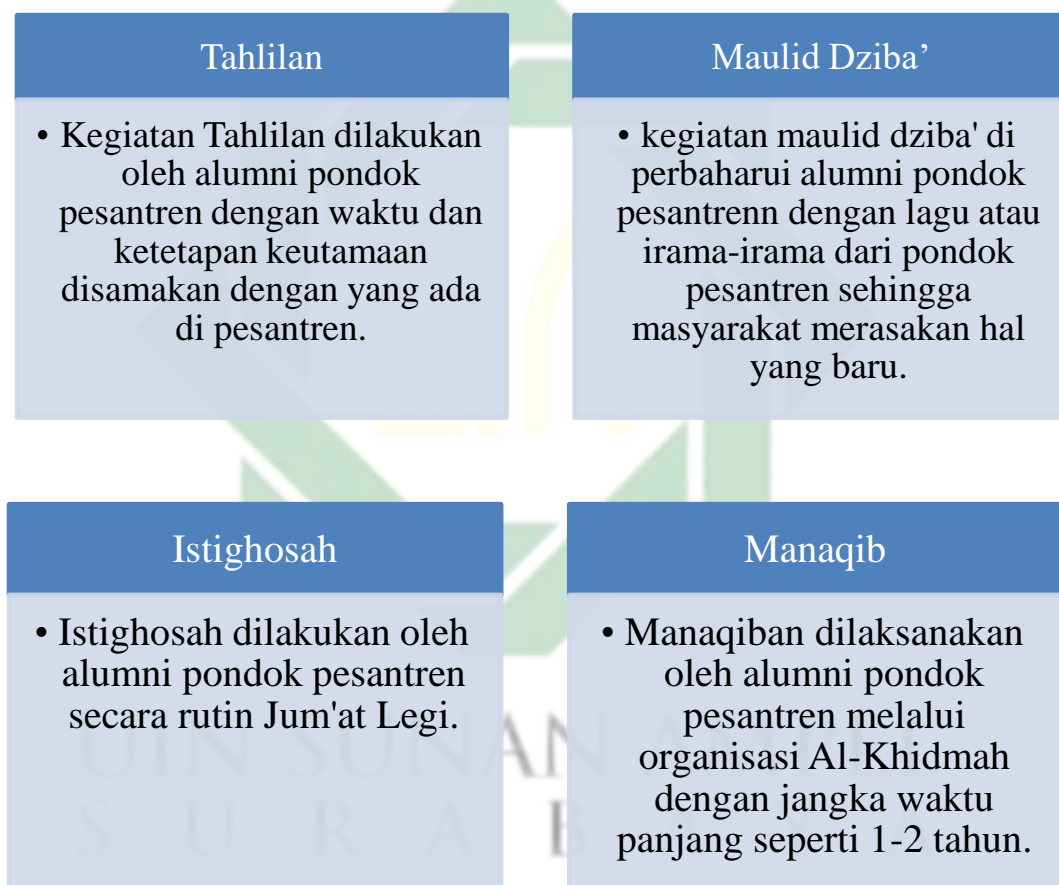 Tahlilan
• Kegiatan Tahlilan dilakukan
oleh alumni pondok
pesantren dengan waktu dan
ketetapan keutamaan
disamakan dengan yang ada
di pesantren.
Maulid Dziba’
• kegiatan maulid dziba' di
perbaharui alumni pondok
pesantrenn dengan lagu atau
irama-irama dari pondok
pesantren sehingga
masyarakat merasakan hal
yang baru.
Istighosah
• Istighosah dilakukan oleh
alumni pondok pesantren
secara rutin Jum'at Legi.
Manaqib
• Manaqiban dilaksanakan
oleh alumni pondok
pesantren melalui
organisasi Al-Khidmah
dengan jangka waktu
panjang seperti 1-2 tahun.
UIN SUNAN AMPEL
S U R A B A Y A